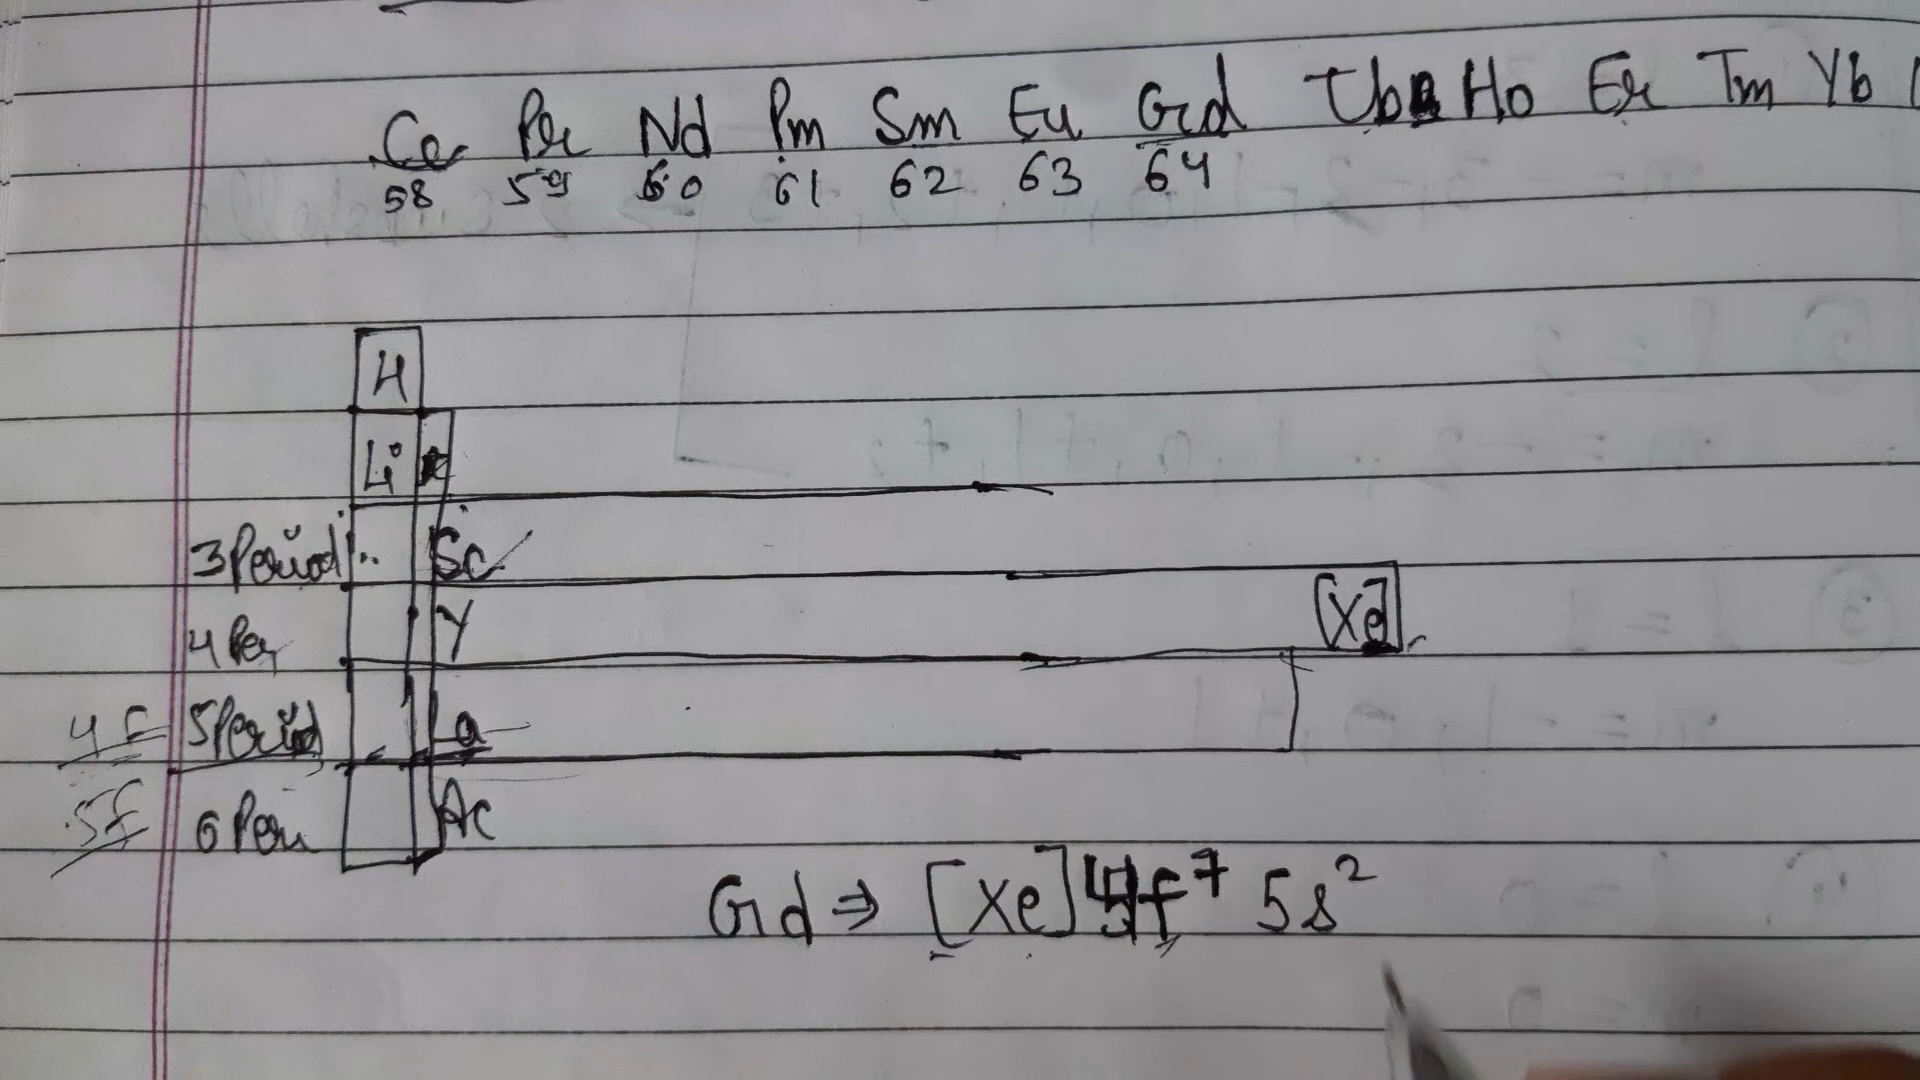 Ce Pr Nd Pm Sm Eu Gd Tb Ho Er Tm Yb
58 59 60 61 62 63 64
H
Li
3 Period Sc
4 Per Y [Xe]
4f 5 Period La
5f 6 Peri Ac
Gd ⇒ [Xe] 4f⁷ 5s²